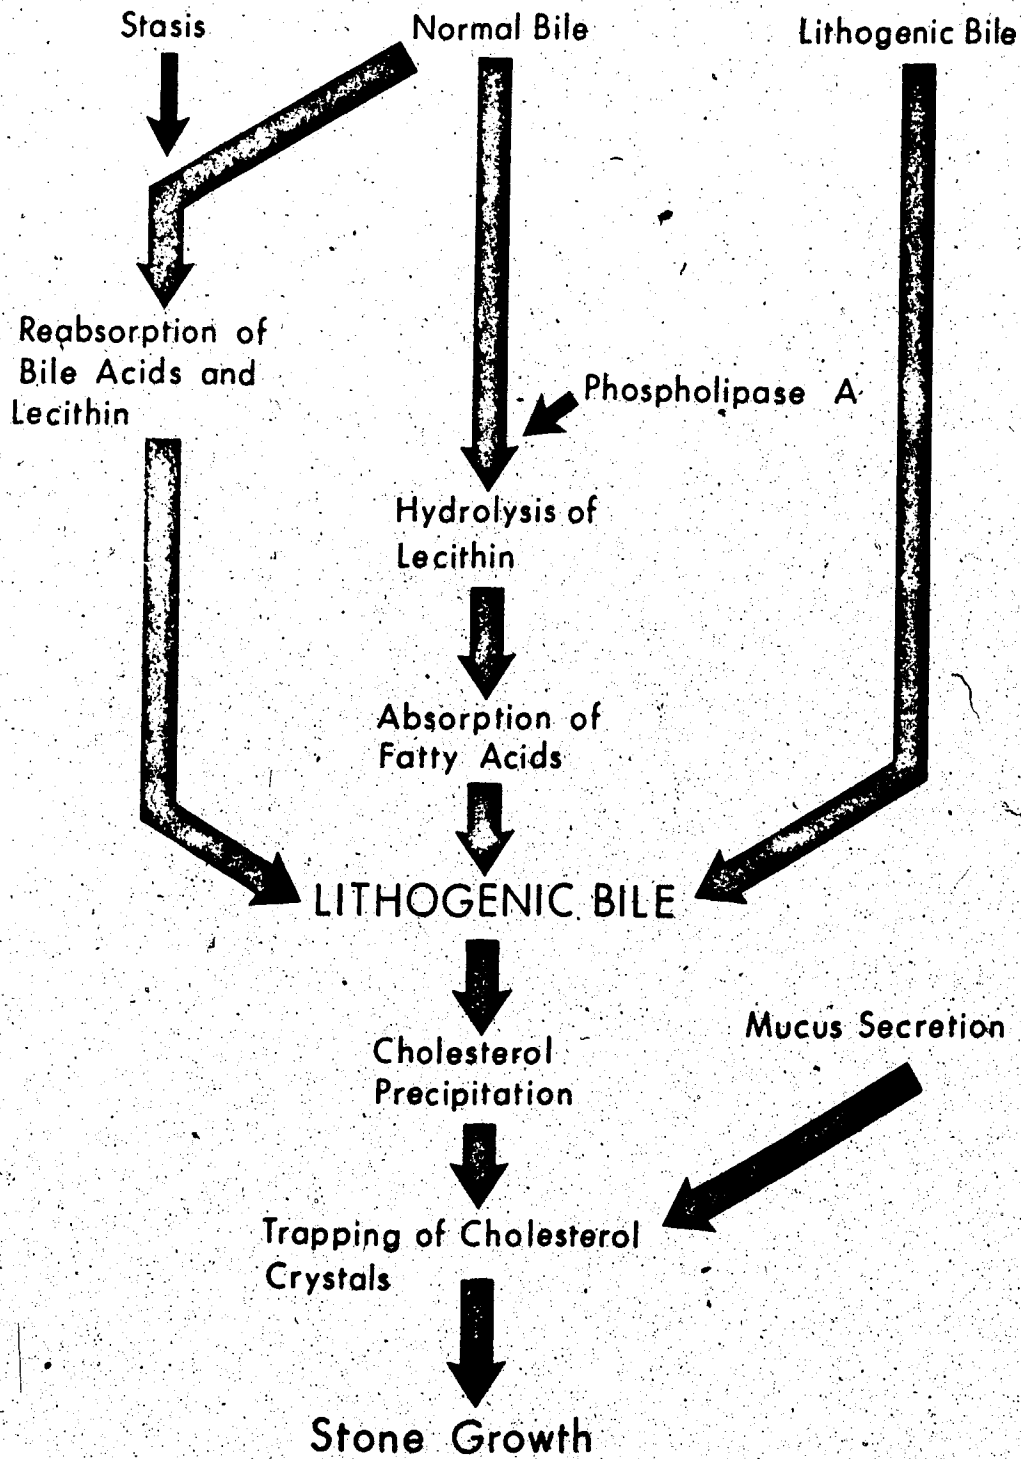 Stasis
Normal Bile
Lithogenic Bile
Reabsorption of
Bile Acids and
Lecithin
Phospholipase A
Hydrolysis of
Lecithin
Absorption of
Fatty Acids
LITHOGENIC BILE
Cholesterol
Precipitation
Mucus Secretion
Trapping of Cholesterol
Crystals
Stone Growth